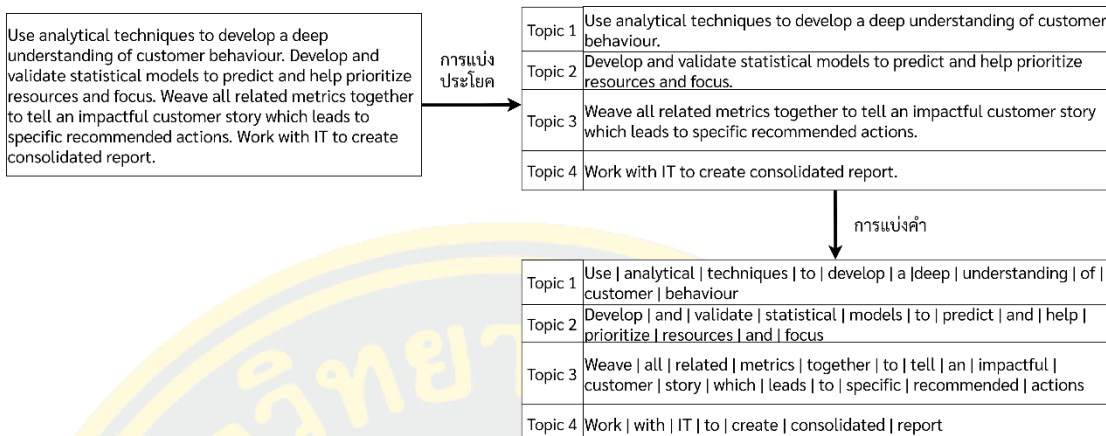 Use analytical techniques to develop a deep
understanding of customer behaviour. Develop and
validate statistical models to predict and help prioritize
resources and focus. Weave all related metrics together
to tell an impactful customer story which leads to
specific recommended actions. Work with IT to create
consolidated report.
การแบ่ง
ประโยค
Topic 1
Use analytical techniques to develop a deep understanding of customer
behaviour.
Topic 2
Develop and validate statistical models to predict and help prioritize
resources and focus.
Topic 3
Weave all related metrics together to tell an impactful customer story
which leads to specific recommended actions.
Topic 4
Work with IT to create consolidated report.
การแบ่งคำ
Topic 1
Use | analytical | techniques | to | develop | a |deep | understanding | of |
customer | behaviour
Topic 2
Develop | and | validate | statistical | models | to | predict | and | help |
prioritize | resources | and | focus
Topic 3
Weave | all | related | metrics | together | to | tell | an | impactful |
customer | story | which | leads | to | specific | recommended | actions
Topic 4
Work | with | IT | to | create | consolidated | report